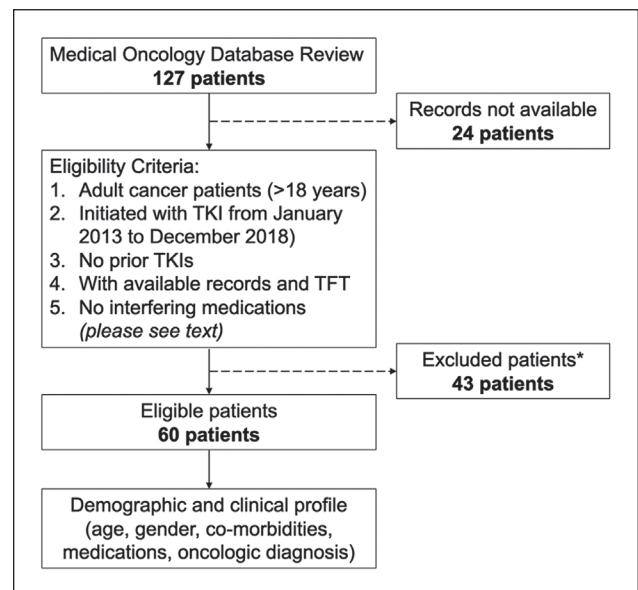 Medical Oncology Database Review
127 patients
Records not available
24 patients
Eligibility Criteria:
1. Adult cancer patients (>18 years)
2. Initiated with TKI from January
2013 to December 2018)
3. No prior TKIs
4. With available records and TFT
5. No interfering medications
(please see text)
Excluded patients*
43 patients
Eligible patients
60 patients
Demographic and clinical profile
(age, gender, co-morbidities,
medications, oncologic diagnosis)